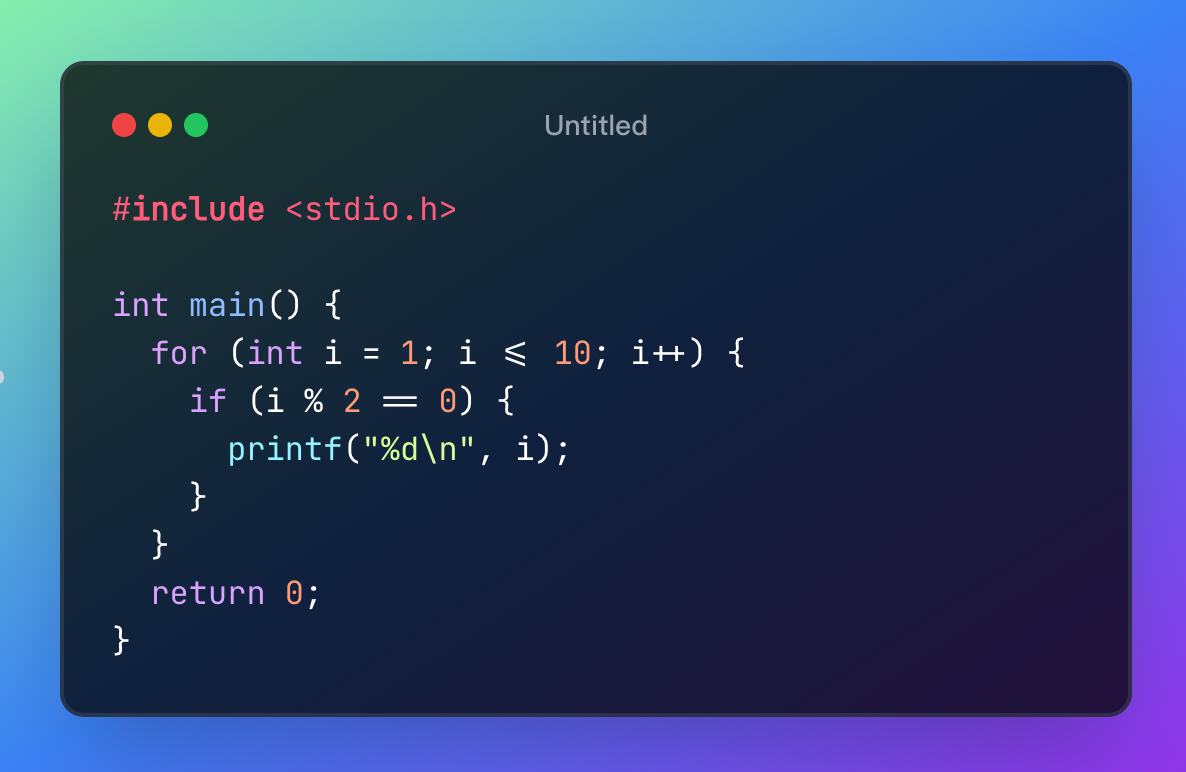 Untitled
#include <stdio.h>
int main() {
  for (int i = 1; i <= 10; i++) {
    if (i % 2 == 0) {
      printf("%d\n", i);
    }
  }
  return 0;
}